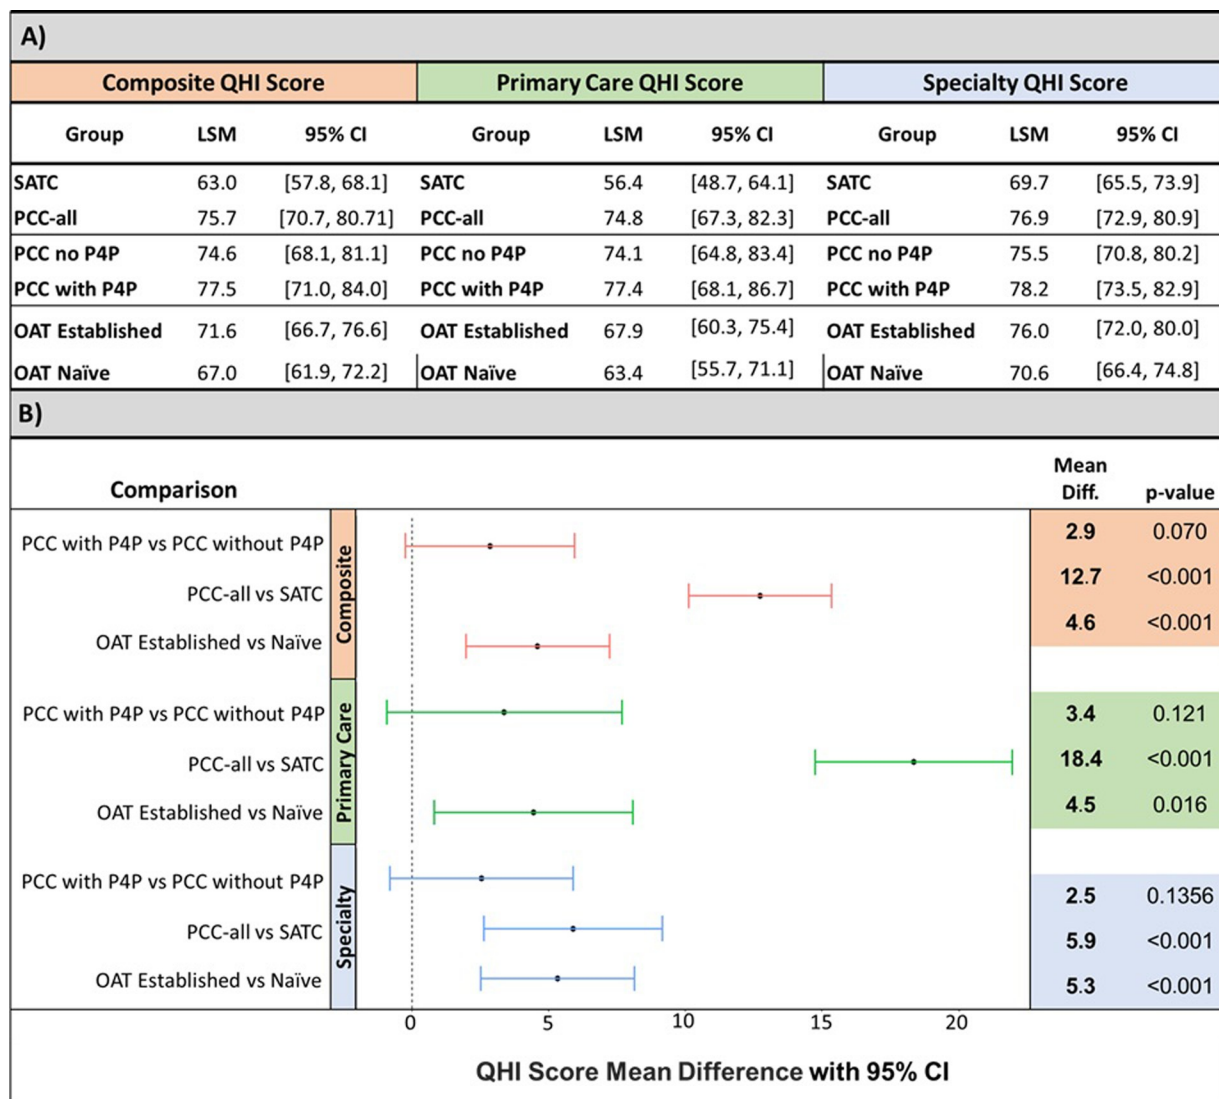 A)
Composite QHI Score Primary Care QHI Score Specialty QHI Score
Group LSM 95% CI Group LSM 95% CI Group LSM 95% CI
SATC 63.0 [57.8, 68.1] SATC 56.4 [48.7, 64.1] SATC 69.7 [65.5, 73.9]
PCC-all 75.7 [70.7, 80.71] PCC-all 74.8 [67.3, 82.3] PCC-all 76.9 [72.9, 80.9]
PCC no P4P 74.6 [68.1, 81.1] PCC no P4P 74.1 [64.8, 83.4] PCC no P4P 75.5 [70.8, 80.2]
PCC with P4P 77.5 [71.0, 84.0] PCC with P4P 77.4 [68.1, 86.7] PCC with P4P 78.2 [73.5, 82.9]
OAT Established 71.6 [66.7, 76.6] OAT Established 67.9 [60.3, 75.4] OAT Established 76.0 [72.0, 80.0]
OAT Naïve 67.0 [61.9, 72.2] OAT Naïve 63.4 [55.7, 71.1] OAT Naïve 70.6 [66.4, 74.8]
B)
Comparison Mean Diff. p-value
Composite
PCC with P4P vs PCC without P4P 2.9 0.070
PCC-all vs SATC 12.7 <0.001
OAT Established vs Naïve 4.6 <0.001
Primary Care
PCC with P4P vs PCC without P4P 3.4 0.121
PCC-all vs SATC 18.4 <0.001
OAT Established vs Naïve 4.5 0.016
Specialty
PCC with P4P vs PCC without P4P 2.5 0.1356
PCC-all vs SATC 5.9 <0.001
OAT Established vs Naïve 5.3 <0.001
0 5 10 15 20
QHI Score Mean Difference with 95% CI